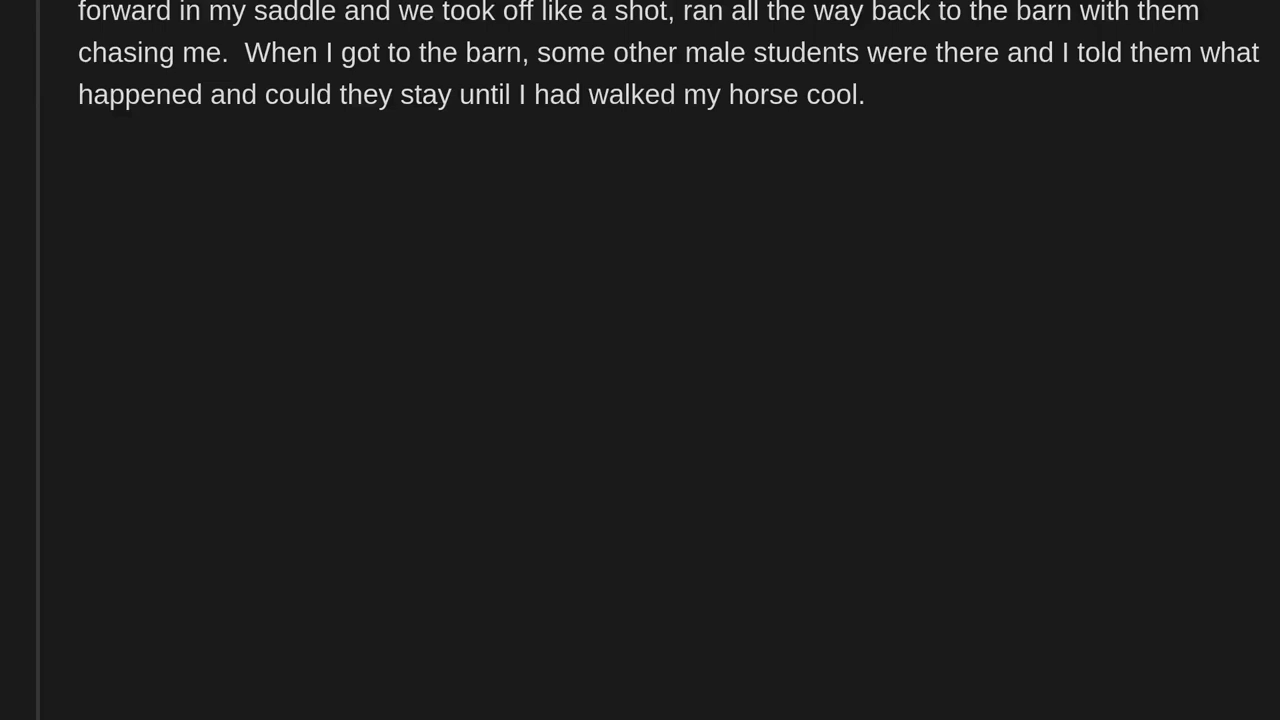 forward in my saddle and we took off like a shot, ran all the way back to the barn with them
chasing me.  When I got to the barn, some other male students were there and I told them what
happened and could they stay until I had walked my horse cool.